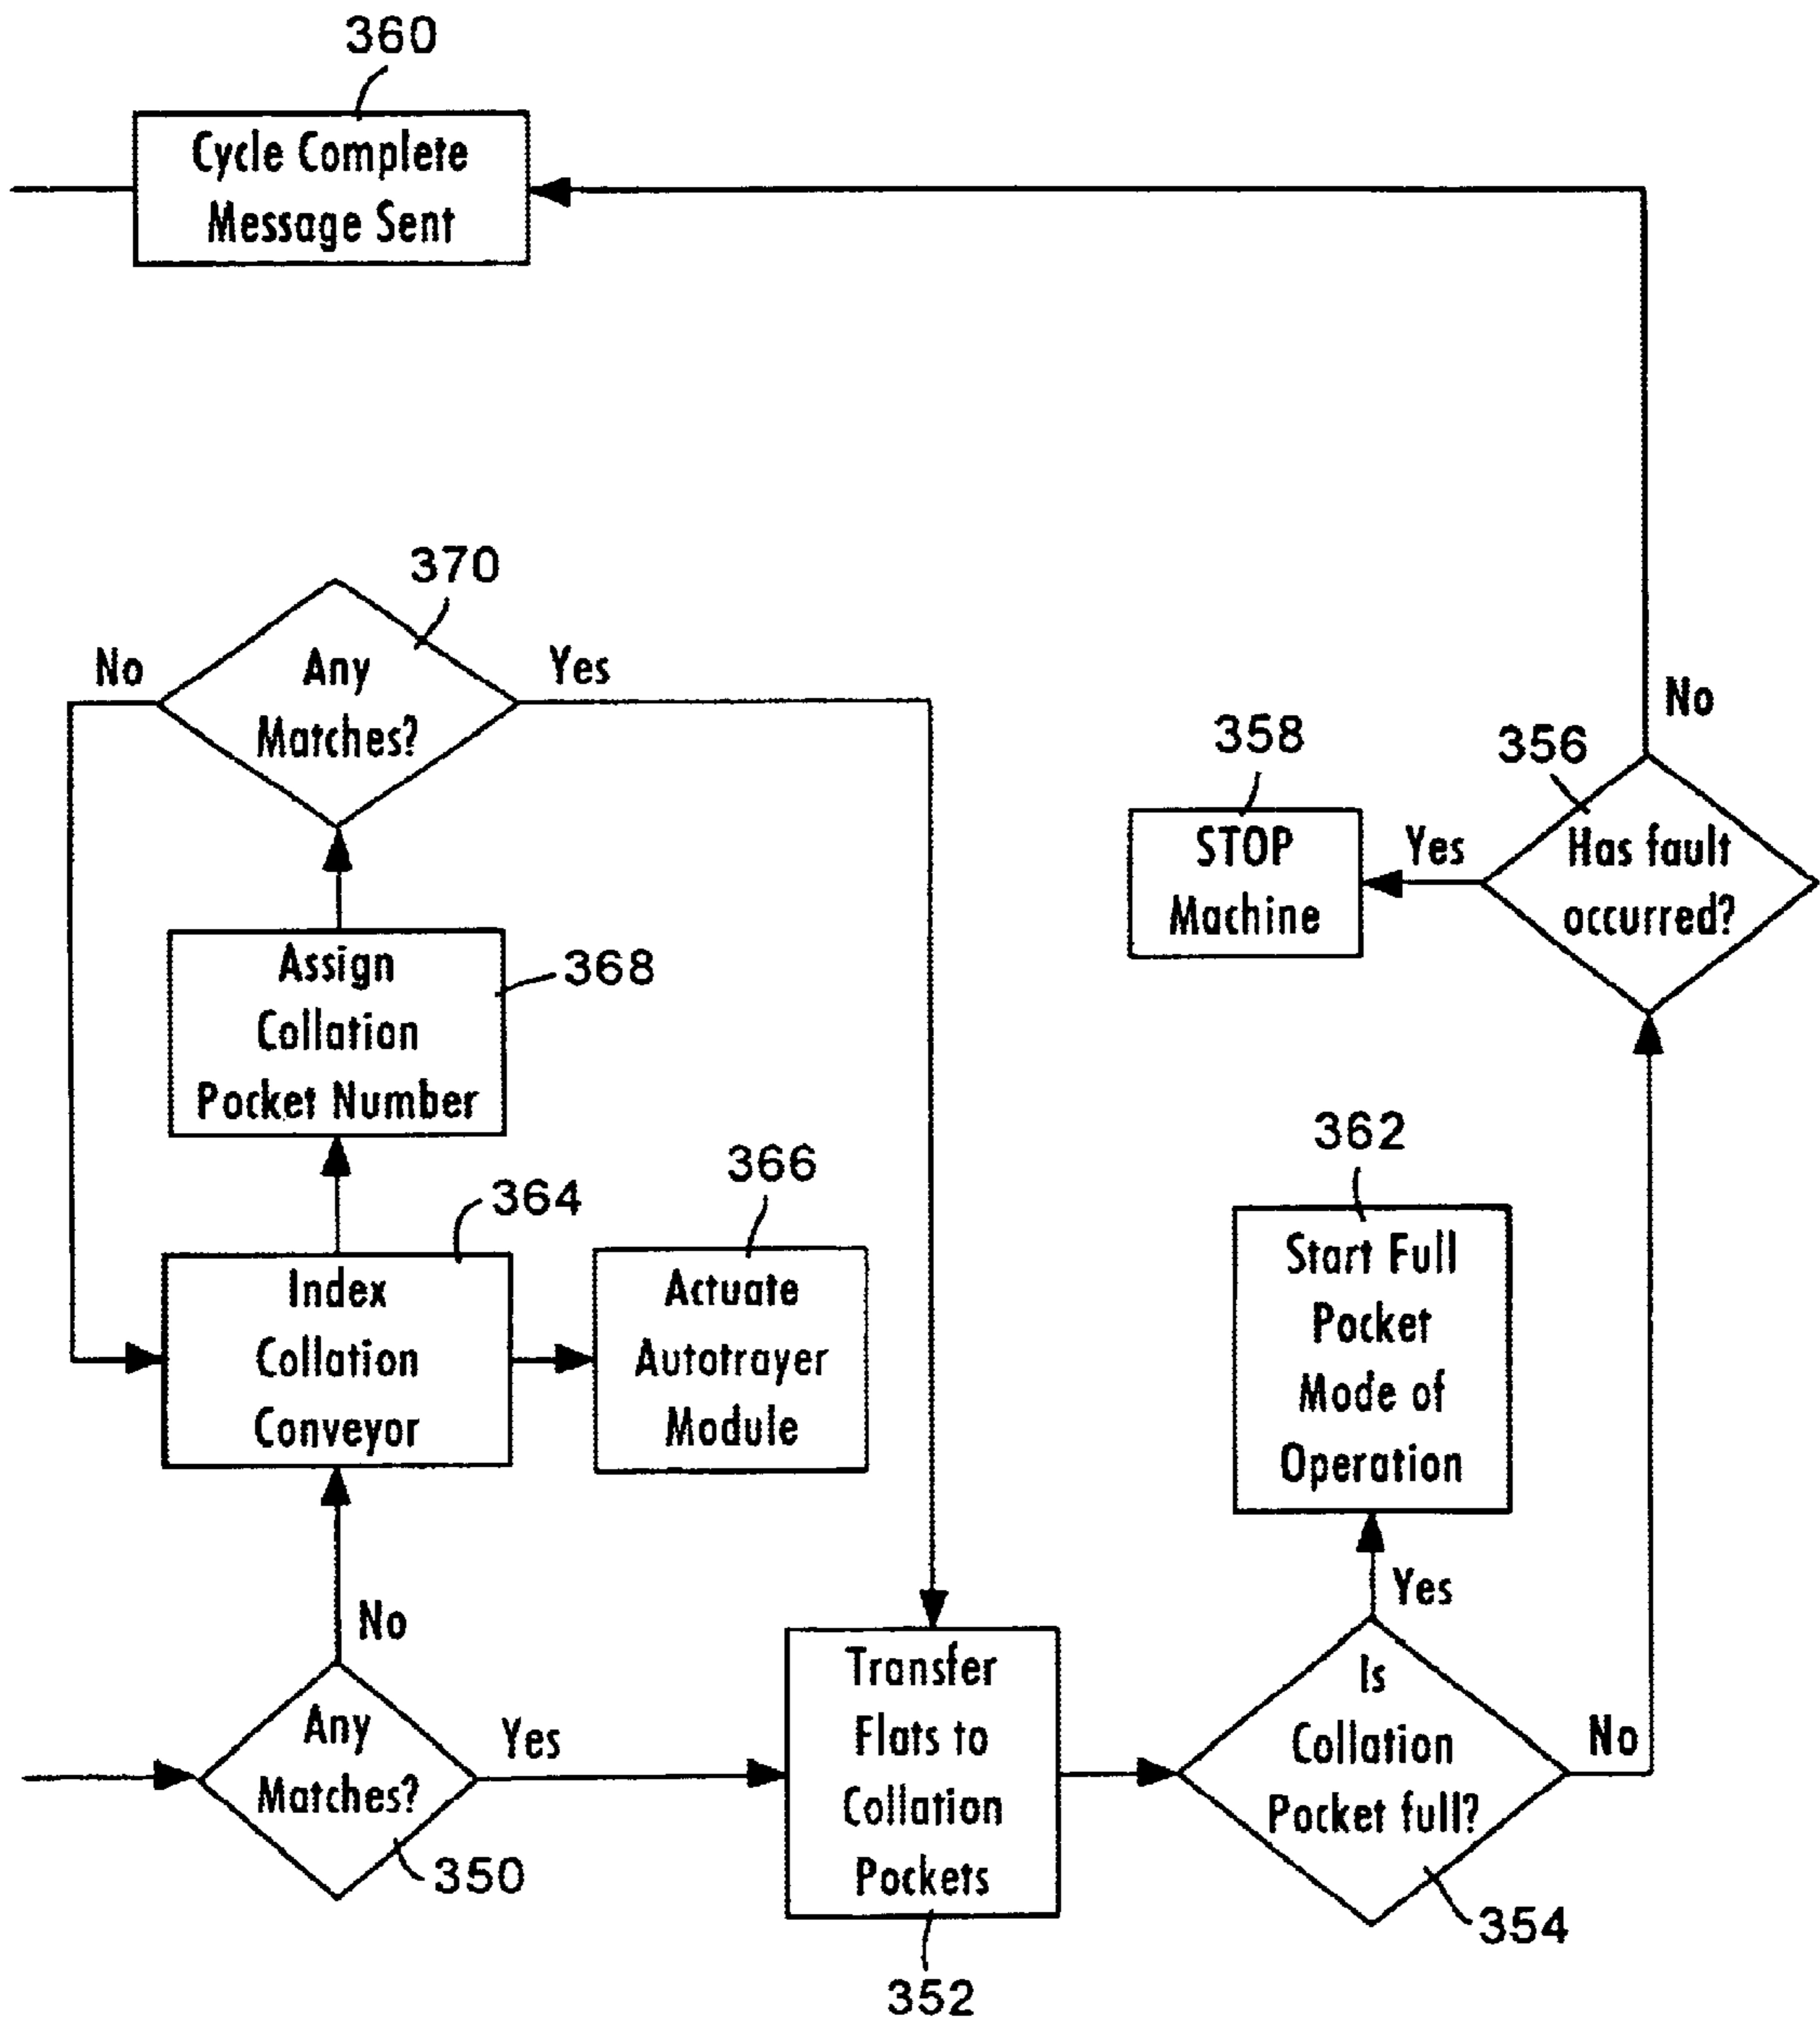 360
Cycle Complete
Message Sent
370
No
Any
Matches?
Yes
No
358
356
STOP
Machine
Yes
Has fault
occurred?
Assign
Collation
Pocket Number
368
366
364
362
Index
Collation
Conveyor
Actuate
Autotrayer
Module
Start Full
Pocket
Mode of
Operation
No
Yes
Any
Matches?
Yes
350
Transfer
Flats to
Collation
Pockets
352
Is
Collation
Pocket full?
No
354